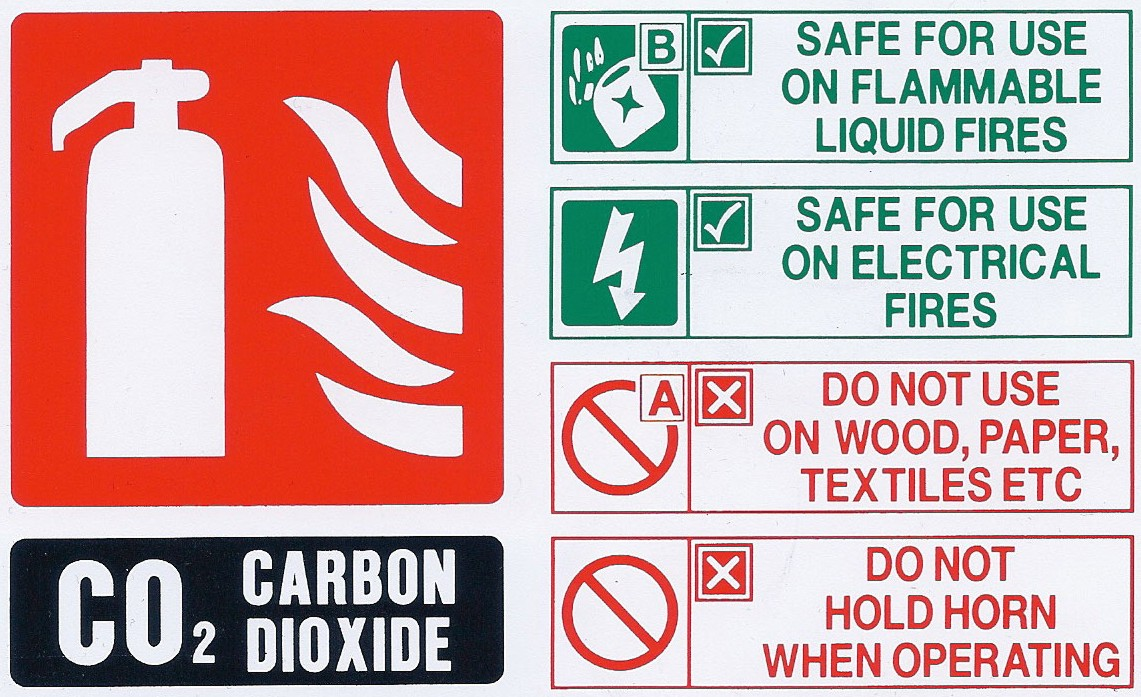 CO₂ CARBON
DIOXIDE
B
SAFE FOR USE
ON FLAMMABLE
LIQUID FIRES
SAFE FOR USE
ON ELECTRICAL
FIRES
A
DO NOT USE
ON WOOD, PAPER,
TEXTILES ETC
DO NOT
HOLD HORN
WHEN OPERATING